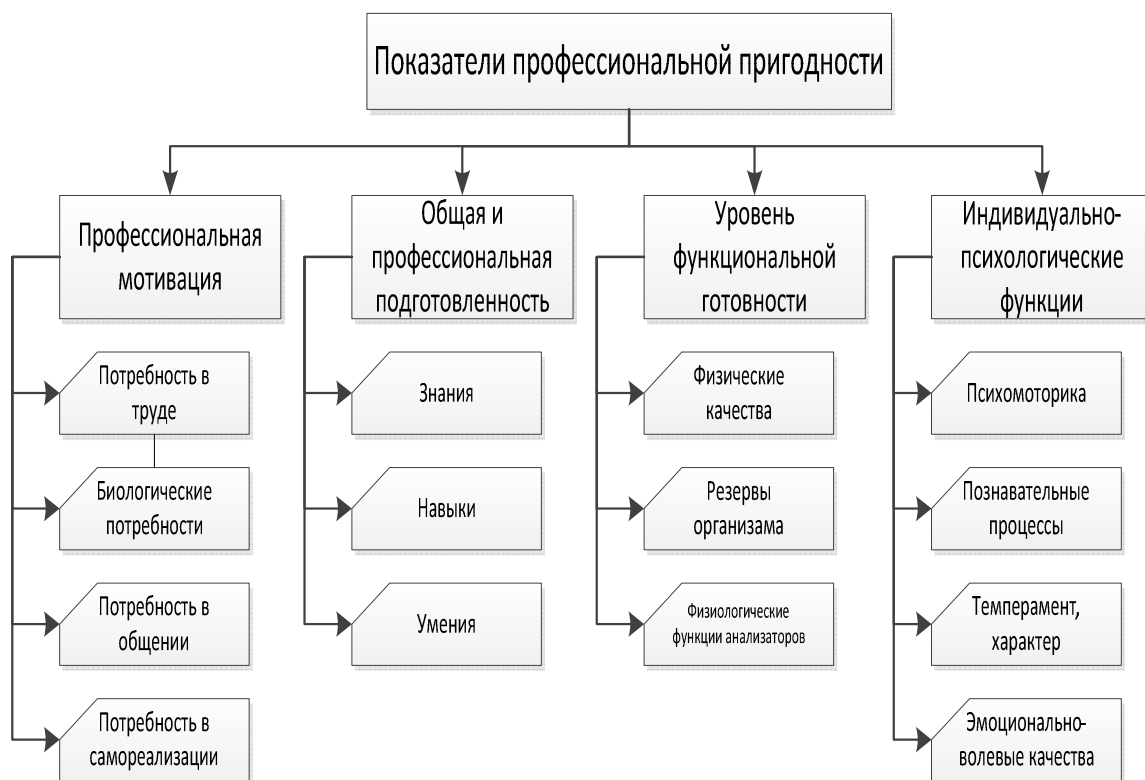 Показатели профессиональной пригодности
Профессиональная
мотивация
Общая и
профессиональная
подготовленность
Уровень
функциональной
готовности
Индивидуально-
психологические
функции
Потребность в
труде
Знания
Физические
качества
Психомоторика
Биологические
потребности
Навыки
Резервы
организама
Познавательные
процессы
Потребность в
общении
Умения
Физиологические
функции анализаторов
Темперамент,
характер
Потребность в
самореализации
Эмоционально-
волевые качества